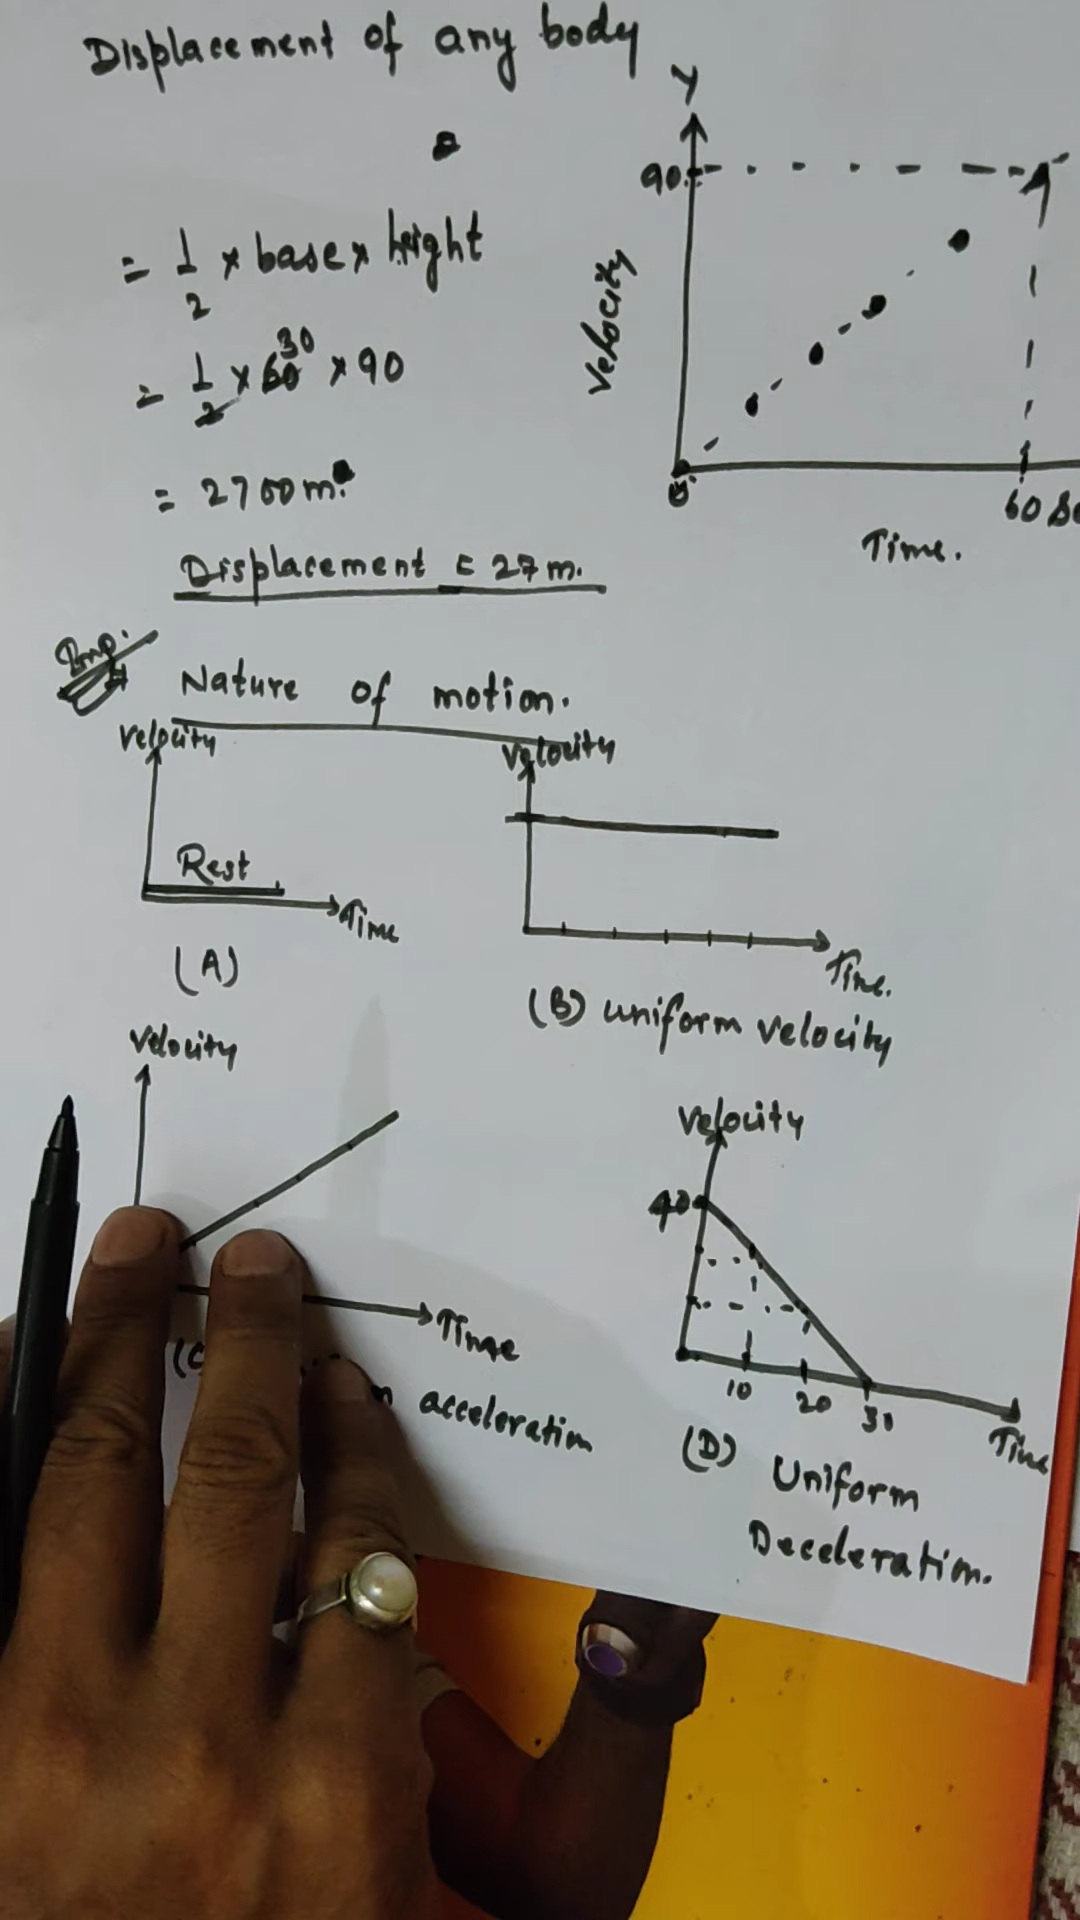 Displacement of any body
= 1/2 × base × height
= 1/2 × 60 30 × 90
= 2700 m.
Displacement = 27 m.
Y
90
Velocity
0
60
Time.
Imp.
Nature of motion.
Velocity
Rest
Time
(A)
Velocity
Time.
(B) uniform velocity
Velocity
Time
acceleration
Velocity
40
10 20 30
Time
(D) Uniform
Deceleration.